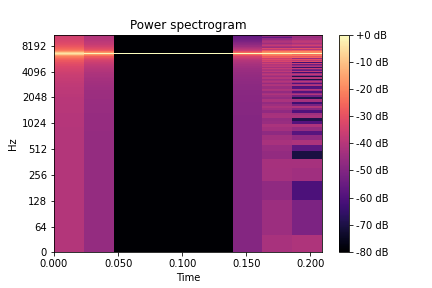 Power spectrogram
Hz
8192
4096
2048
1024
512
256
128
64
0
0.000 0.050 0.100 0.150 0.200
Time
+0 dB
-10 dB
-20 dB
-30 dB
-40 dB
-50 dB
-60 dB
-70 dB
-80 dB